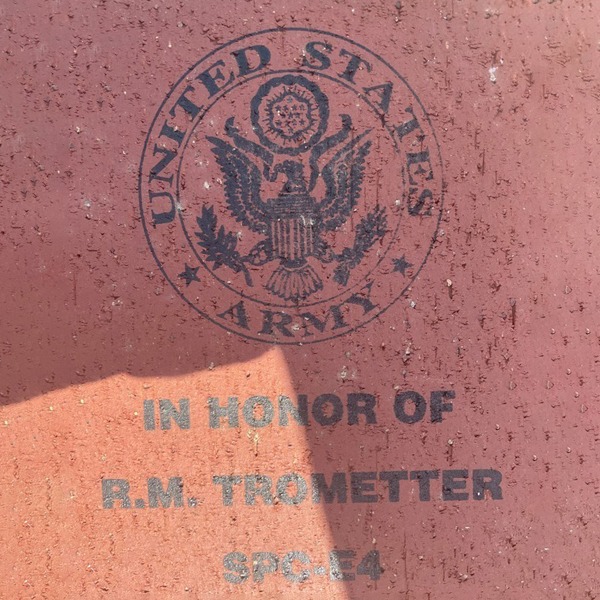 UNITED STATES
ARMY
IN HONOR OF
R.M. TROMETTER
SPC-E4